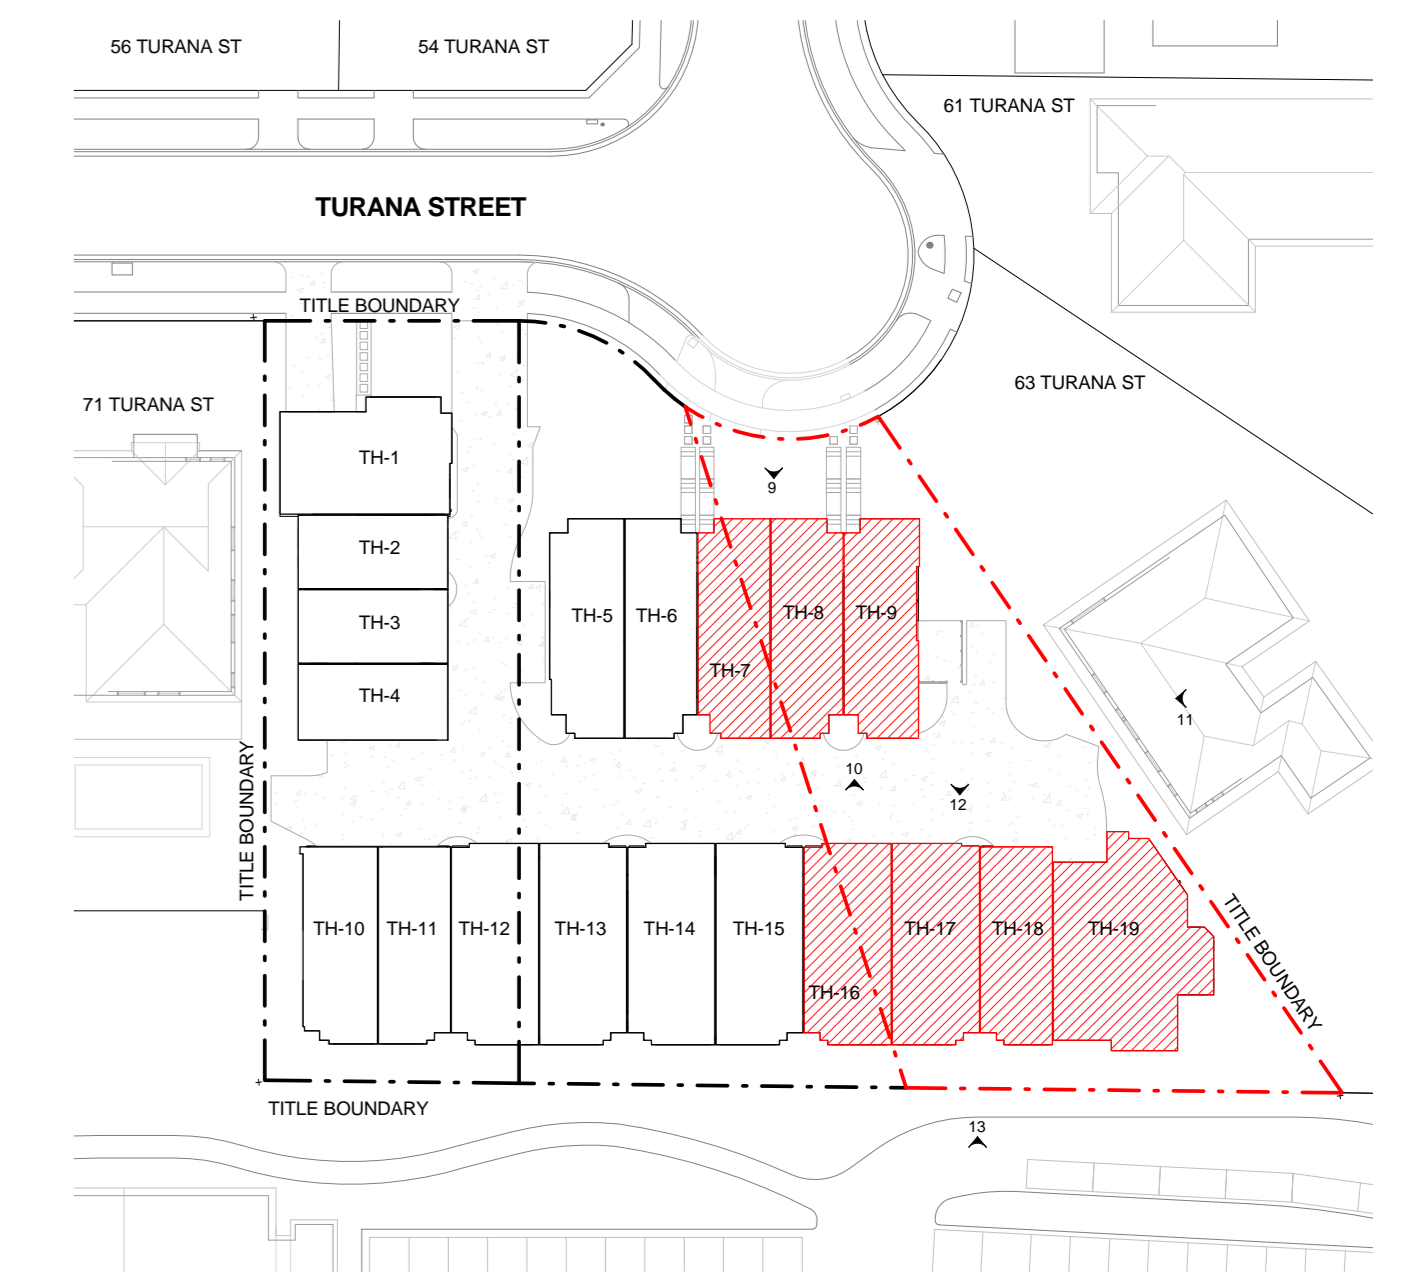 56 TURANA ST
54 TURANA ST
61 TURANA ST
TURANA STREET
TITLE BOUNDARY
63 TURANA ST
71 TURANA ST
TH-1
9
TH-2
TH-3
TH-4
TH-5
TH-6
TH-7
TH-8
TH-9
11
10
12
TITLE BOUNDARY
TH-10
TH-11
TH-12
TH-13
TH-14
TH-15
TH-16
TH-17
TH-18
TH-19
TITLE BOUNDARY
TITLE BOUNDARY
13